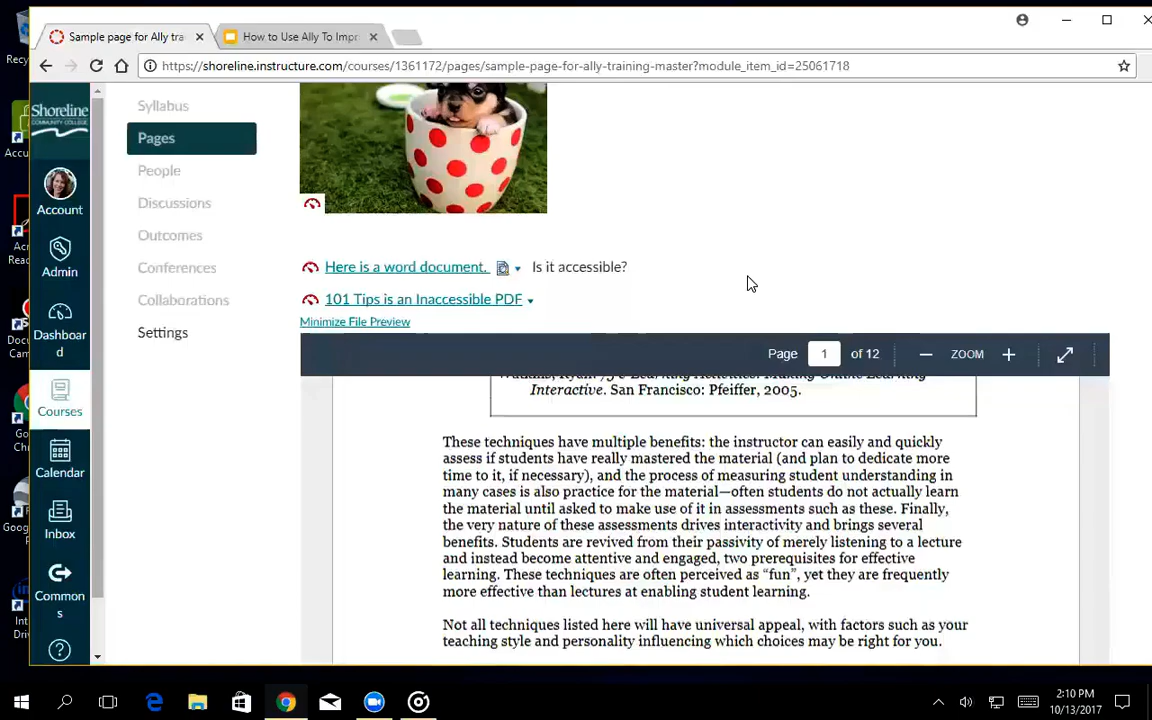 Sample page for Ally tra
How to Use Ally To Imp
https://shoreline.instructure.com/courses/1361172/pages/sample-page-for-ally-training-master?module_item_id=25061718
Recy
Shoreline
COMMUNITY COLLEGE
Accu
Account
Admin
Dashboar
d
Courses
Calendar
Inbox
Common
s
Syllabus
Pages
People
Discussions
Outcomes
Conferences
Collaborations
Settings
Here is a word document.
Is it accessible?
101 Tips is an Inaccessible PDF
Minimize File Preview
Page 1 of 12 ZOOM
Interactive. San Francisco: Pfeiffer, 2005.
These techniques have multiple benefits: the instructor can easily and quickly
assess if students have really mastered the material (and plan to dedicate more
time to it, if necessary), and the process of measuring student understanding in
many cases is also practice for the material—often students do not actually learn
the material until asked to make use of it in assessments such as these. Finally,
the very nature of these assessments drives interactivity and brings several
benefits. Students are revived from their passivity of merely listening to a lecture
and instead become attentive and engaged, two prerequisites for effective
learning. These techniques are often perceived as “fun”, yet they are frequently
more effective than lectures at enabling student learning.
Not all techniques listed here will have universal appeal, with factors such as your
teaching style and personality influencing which choices may be right for you.
2:10 PM
10/13/2017